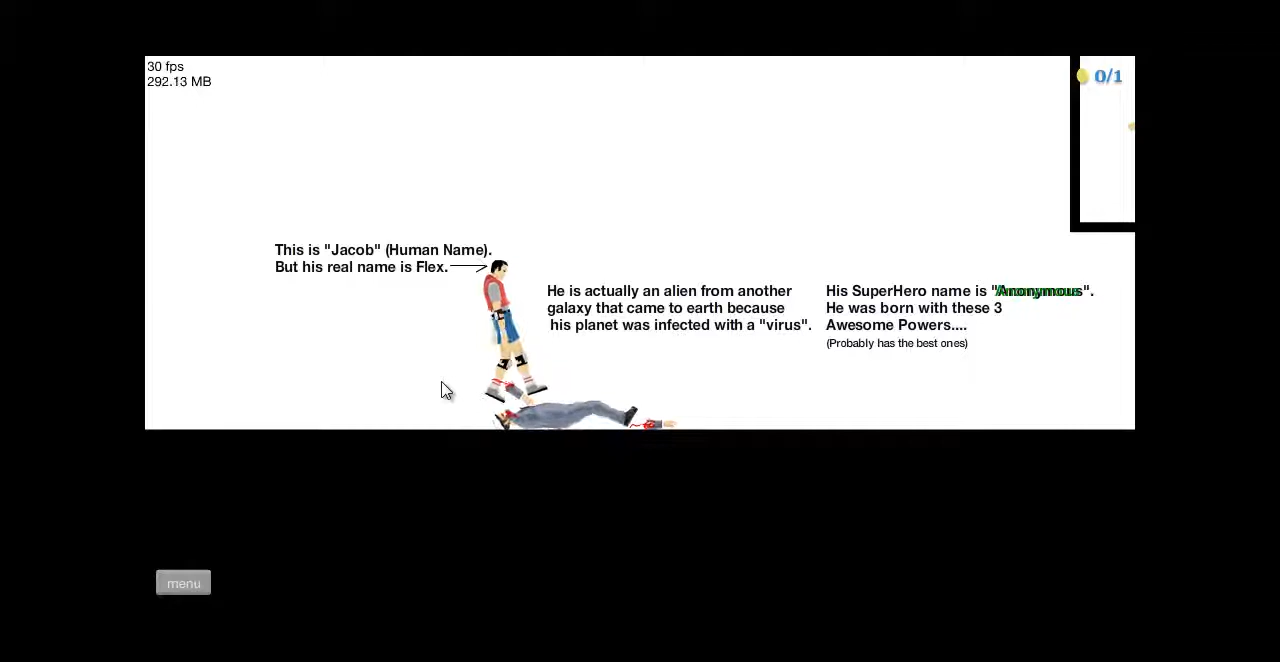 30 fps
292.13 MB
0/1
This is "Jacob" (Human Name).
But his real name is Flex.
He is actually an alien from another
galaxy that came to earth because
his planet was infected with a "virus".
His SuperHero name is "Anonymous".
He was born with these 3
Awesome Powers....
(Probably has the best ones)
menu